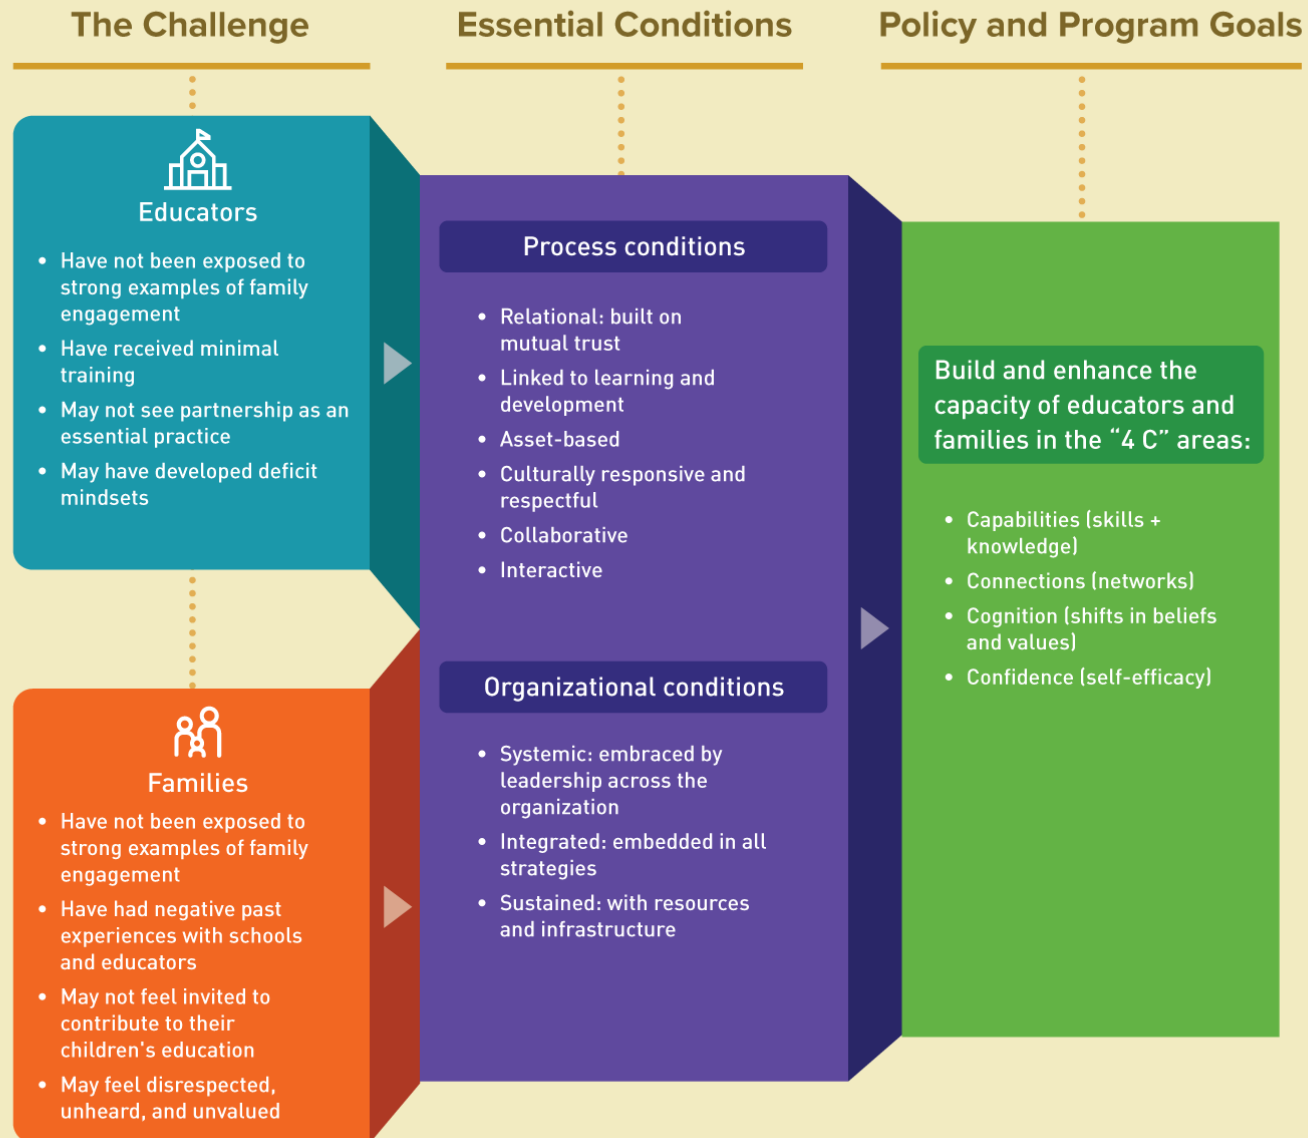 The Challenge
Essential Conditions
Policy and Program Goals
Educators
• Have not been exposed to
strong examples of family
engagement
• Have received minimal
training
• May not see partnership as an
essential practice
• May have developed deficit
mindsets
Families
• Have not been exposed to
strong examples of family
engagement
• Have had negative past
experiences with schools
and educators
• May not feel invited to
contribute to their
children's education
• May feel disrespected,
unheard, and unvalued
Process conditions
• Relational: built on
mutual trust
• Linked to learning and
development
• Asset-based
• Culturally responsive and
respectful
• Collaborative
• Interactive
Organizational conditions
• Systemic: embraced by
leadership across the
organization
• Integrated: embedded in all
strategies
• Sustained: with resources
and infrastructure
Build and enhance the
capacity of educators and
families in the “4 C” areas:
• Capabilities (skills +
knowledge)
• Connections (networks)
• Cognition (shifts in beliefs
and values)
• Confidence (self-efficacy)